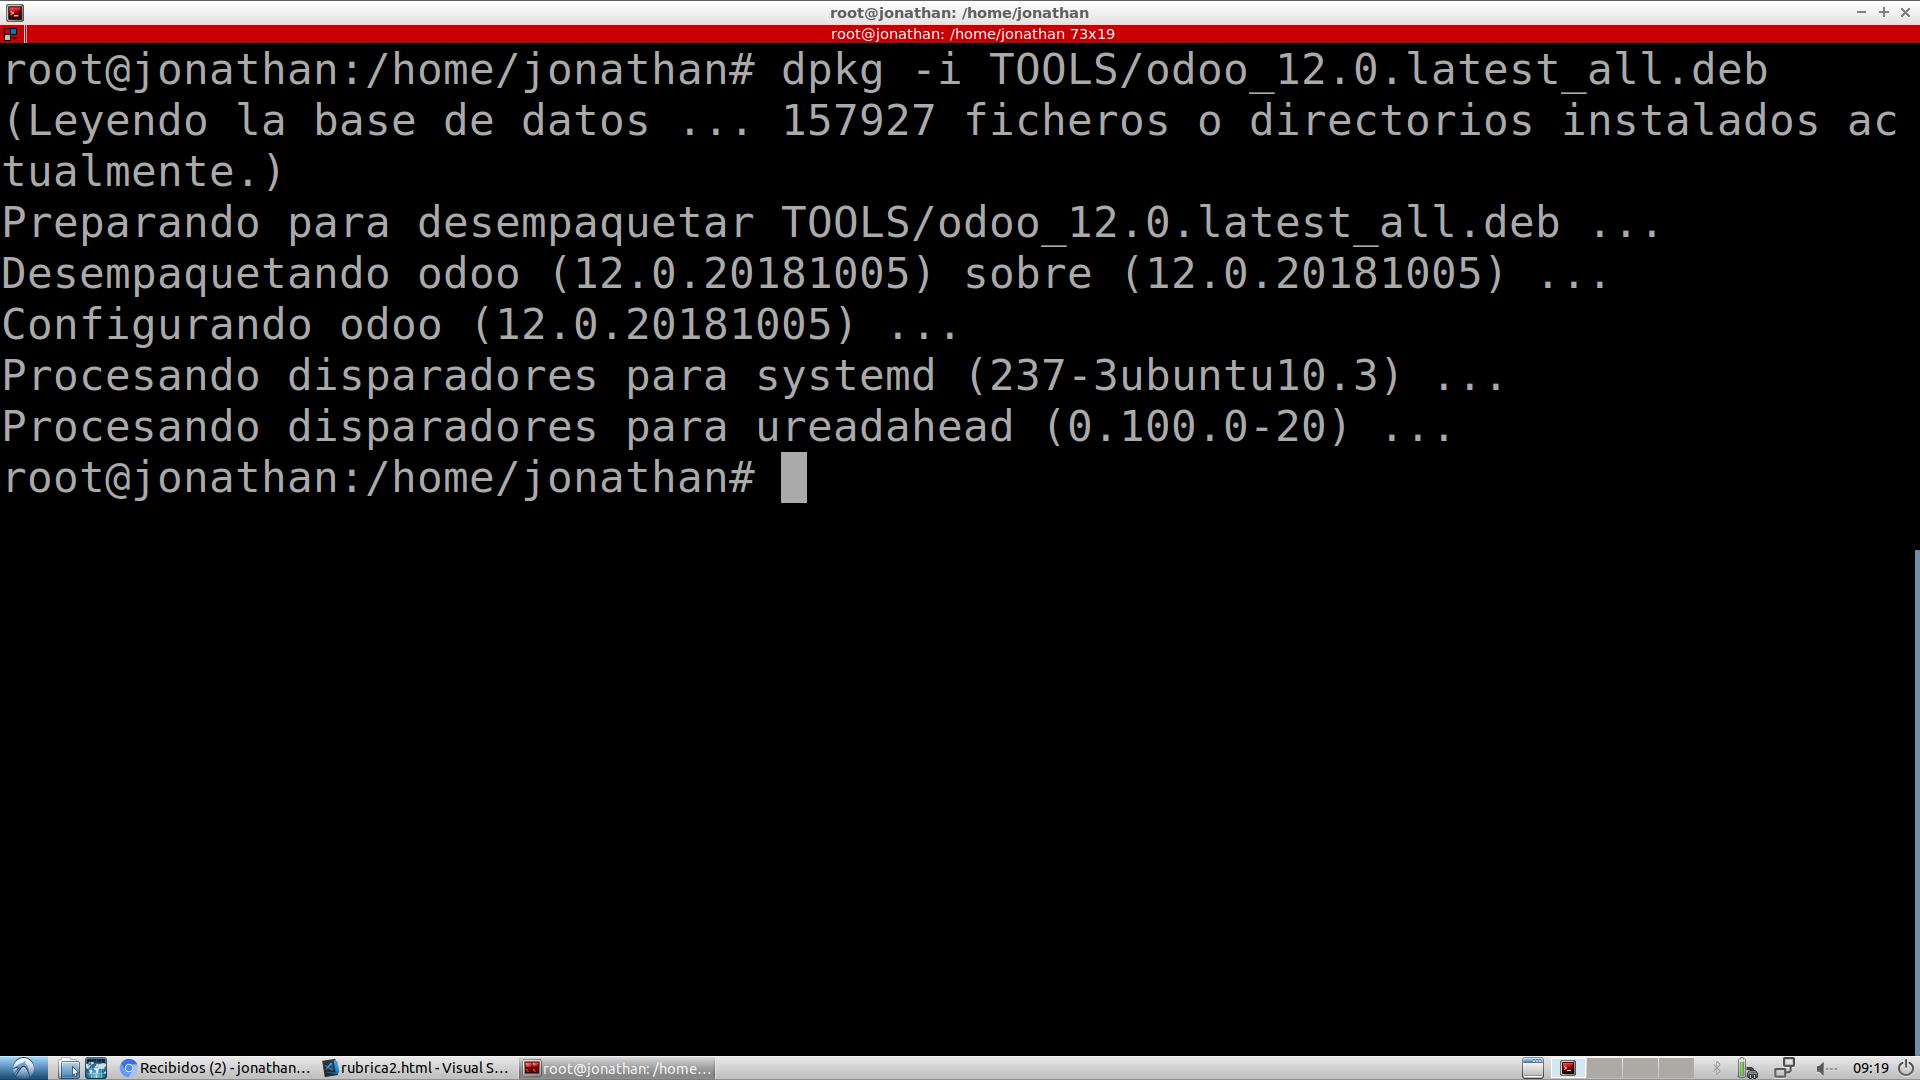 root@jonathan: /home/jonathan
root@jonathan: /home/jonathan 73x19
root@jonathan:/home/jonathan# dpkg -i TOOLS/odoo_12.0.latest_all.deb
(Leyendo la base de datos ... 157927 ficheros o directorios instalados ac
tualmente.)
Preparando para desempaquetar TOOLS/odoo_12.0.latest_all.deb ...
Desempaquetando odoo (12.0.20181005) sobre (12.0.20181005) ...
Configurando odoo (12.0.20181005) ...
Procesando disparadores para systemd (237-3ubuntu10.3) ...
Procesando disparadores para ureadahead (0.100.0-20) ...
root@jonathan:/home/jonathan#
Recibidos (2) - jonathan... rubrica2.html - Visual S... root@jonathan: /home... 09:19